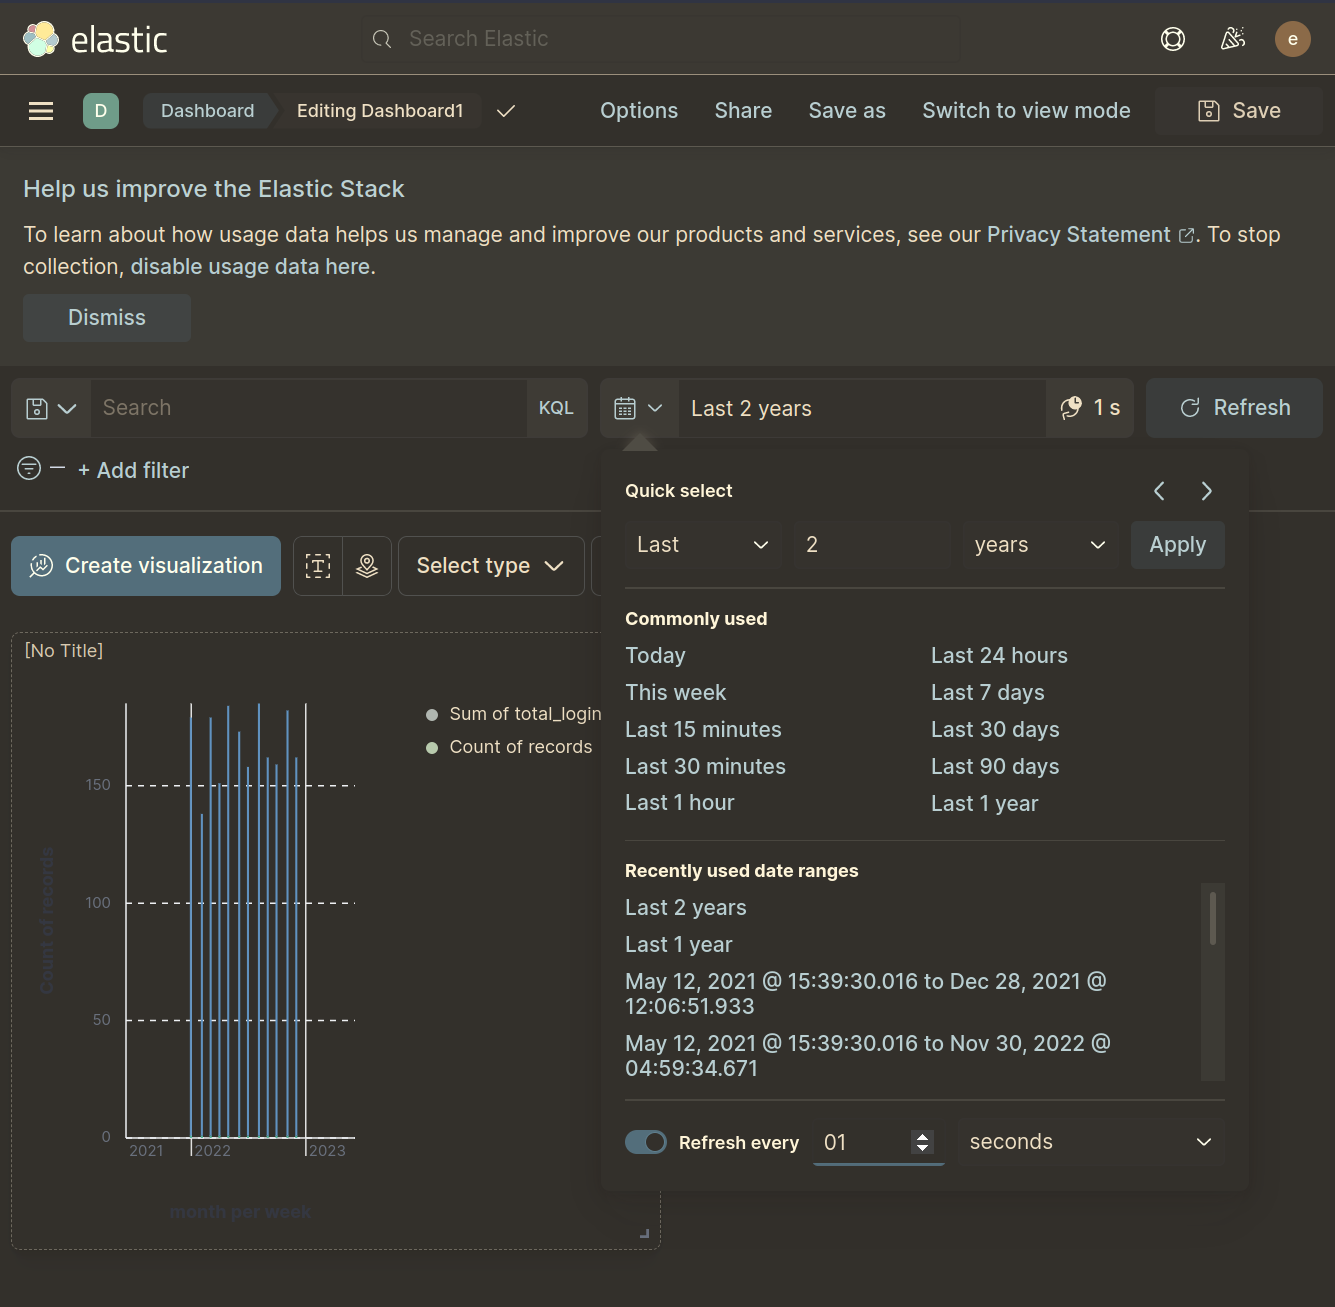 elastic
Search Elastic
e
D
Dashboard
Editing Dashboard1
Options
Share
Save as
Switch to view mode
Save
Help us improve the Elastic Stack
To learn about how usage data helps us manage and improve our products and services, see our Privacy Statement. To stop
collection, disable usage data here.
Dismiss
Search
KQL
Last 2 years
1 s
Refresh
+ Add filter
Quick select
Last
2
years
Apply
Create visualization
Select type
Commonly used
Today
Last 24 hours
This week
Last 7 days
Last 15 minutes
Last 30 days
Last 30 minutes
Last 90 days
Last 1 hour
Last 1 year
[No Title]
Sum of total_login
Count of records
150
100
50
0
Count of records
2021
2022
2023
month per week
Recently used date ranges
Last 2 years
Last 1 year
May 12, 2021 @ 15:39:30.016 to Dec 28, 2021 @
12:06:51.933
May 12, 2021 @ 15:39:30.016 to Nov 30, 2022 @
04:59:34.671
Refresh every
01
seconds